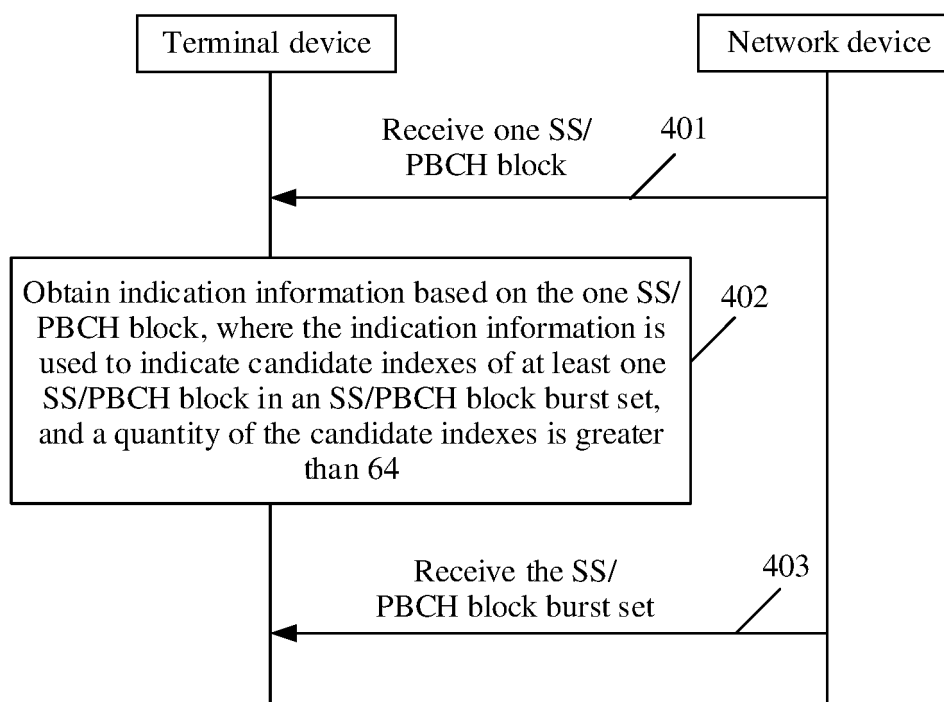 Terminal device
Network device
Receive one SS/
PBCH block
401
Obtain indication information based on the one SS/
PBCH block, where the indication information is
used to indicate candidate indexes of at least one
SS/PBCH block in an SS/PBCH block burst set,
and a quantity of the candidate indexes is greater
than 64
402
Receive the SS/
PBCH block burst set
403